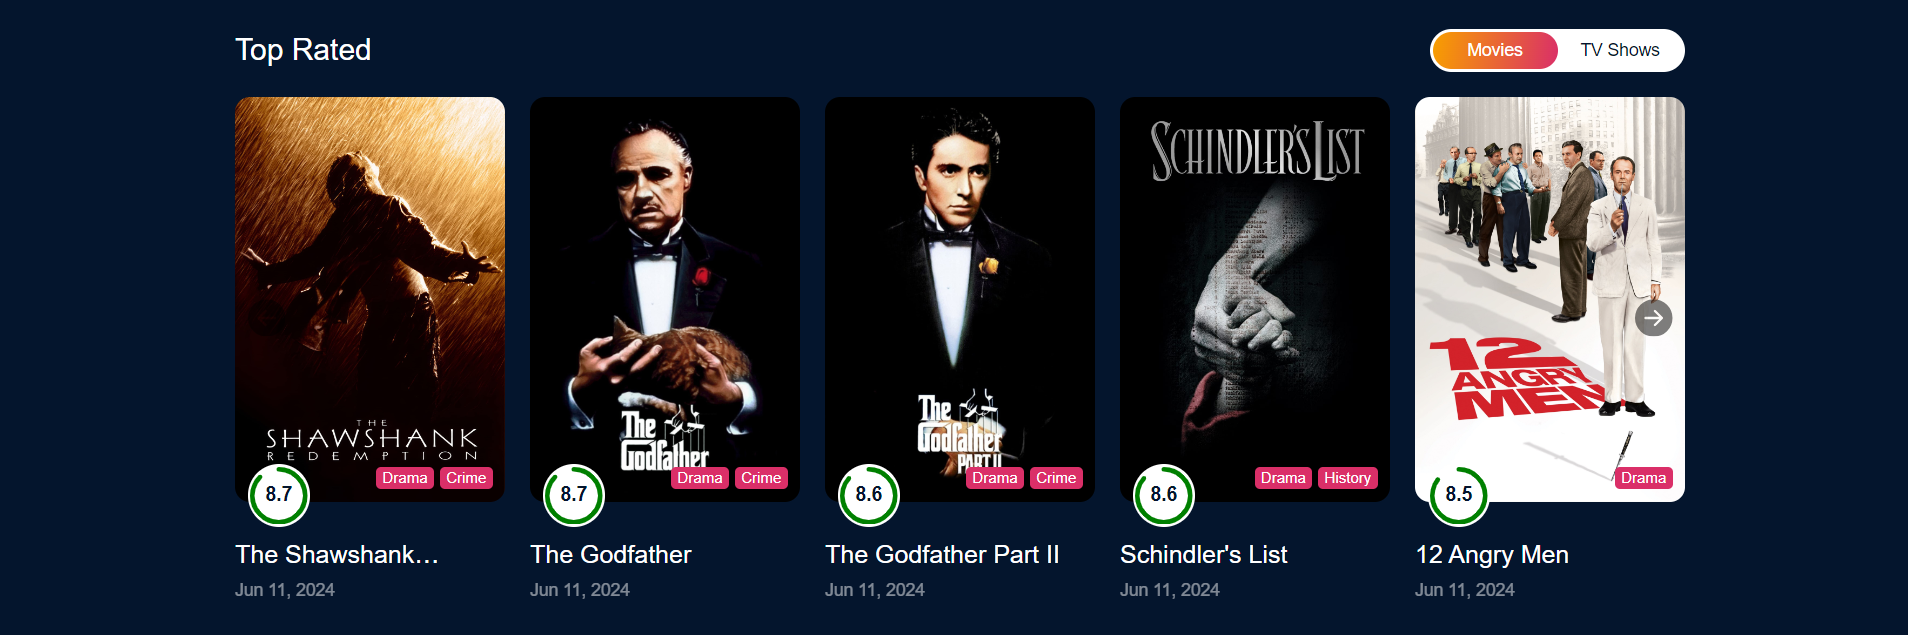 Top Rated
Movies
TV Shows
THE
SHAWSHANK
REDEMPTION
8.7
Drama
Crime
The Shawshank...
Jun 11, 2024
The
Godfather
8.7
Drama
Crime
The Godfather
Jun 11, 2024
The
Godfather
PART II
8.6
Drama
Crime
The Godfather Part II
Jun 11, 2024
SCHINDLER'S LIST
8.6
Drama
History
Schindler's List
Jun 11, 2024
12
ANGRY
MEN
8.5
Drama
12 Angry Men
Jun 11, 2024